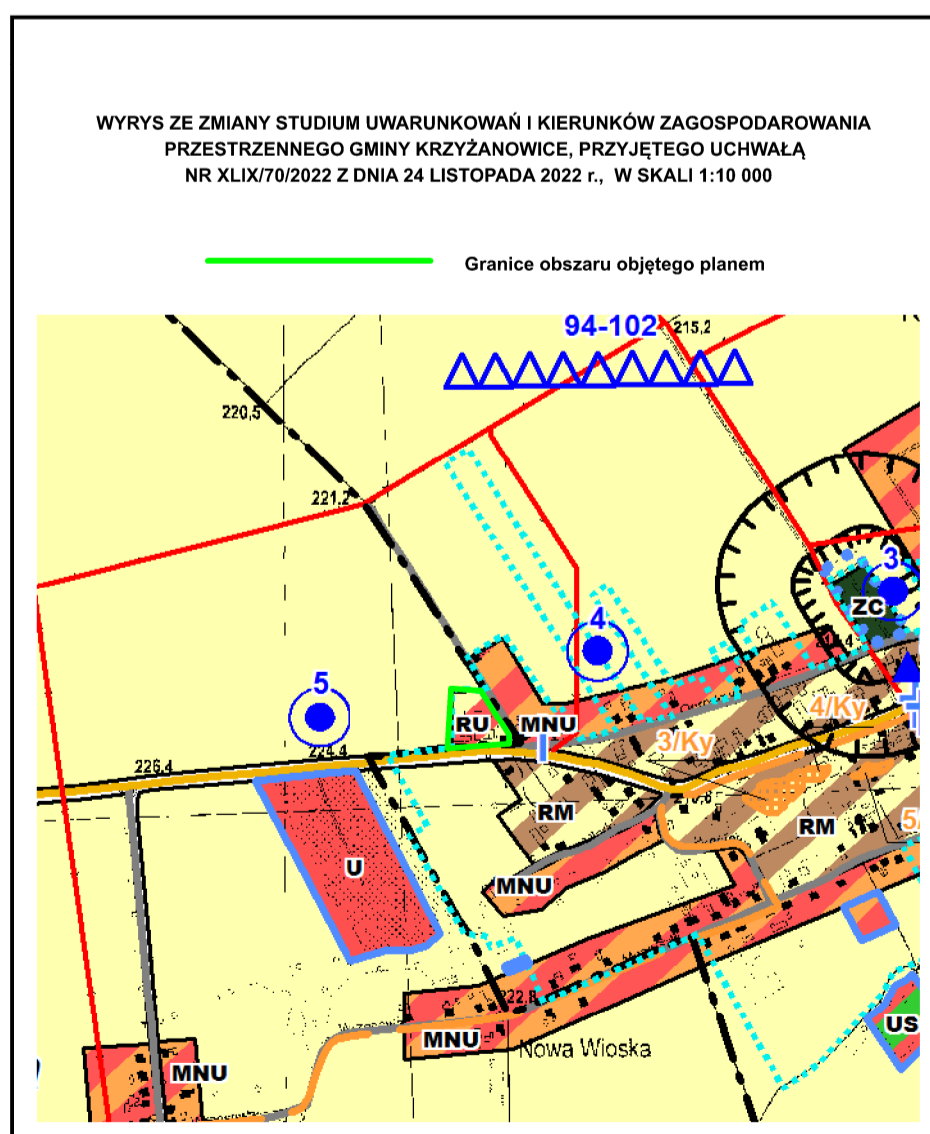 WYRYS ZE ZMIANY STUDIUM UWARUNKOWAŃ I KIERUNKÓW ZAGOSPODAROWANIA
PRZESTRZENNEGO GMINY KRZYŻANOWICE, PRZYJĘTEGO UCHWAŁĄ
NR XLIX/70/2022 Z DNIA 24 LISTOPADA 2022 r., W SKALI 1:10 000
Granice obszaru objętego planem
94-102
215,2
220,5
221,2
3
ZC
4
5
RU
MNU
4/Ky
3/Ky
224,4
226,4
RM
RM
5/
U
MNU
222,8
US
MNU
Nowa Wioska
MNU